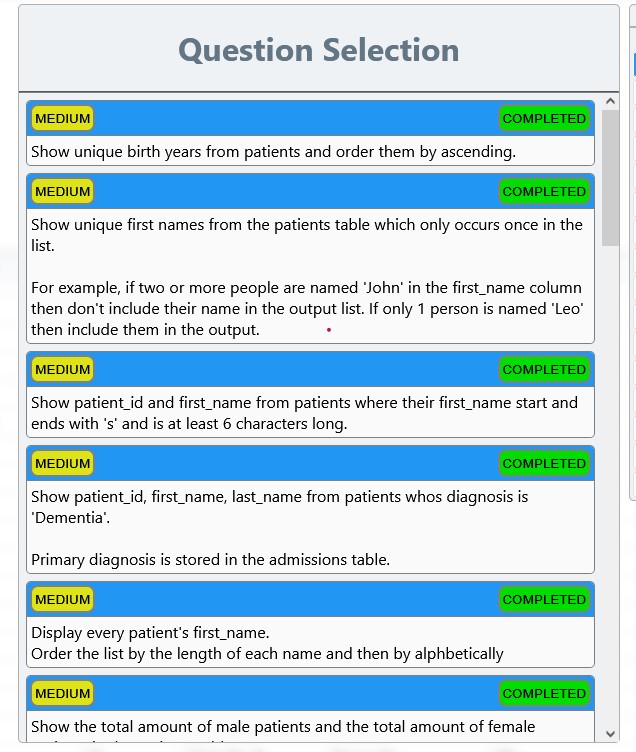 Question Selection
MEDIUM COMPLETED
Show unique birth years from patients and order them by ascending.
MEDIUM COMPLETED
Show unique first names from the patients table which only occurs once in the
list.
For example, if two or more people are named 'John' in the first_name column
then don't include their name in the output list. If only 1 person is named 'Leo'
then include them in the output.
MEDIUM COMPLETED
Show patient_id and first_name from patients where their first_name start and
ends with 's' and is at least 6 characters long.
MEDIUM COMPLETED
Show patient_id, first_name, last_name from patients whos diagnosis is
'Dementia'.
Primary diagnosis is stored in the admissions table.
MEDIUM COMPLETED
Display every patient's first_name.
Order the list by the length of each name and then by alphbetically
MEDIUM COMPLETED
Show the total amount of male patients and the total amount of female